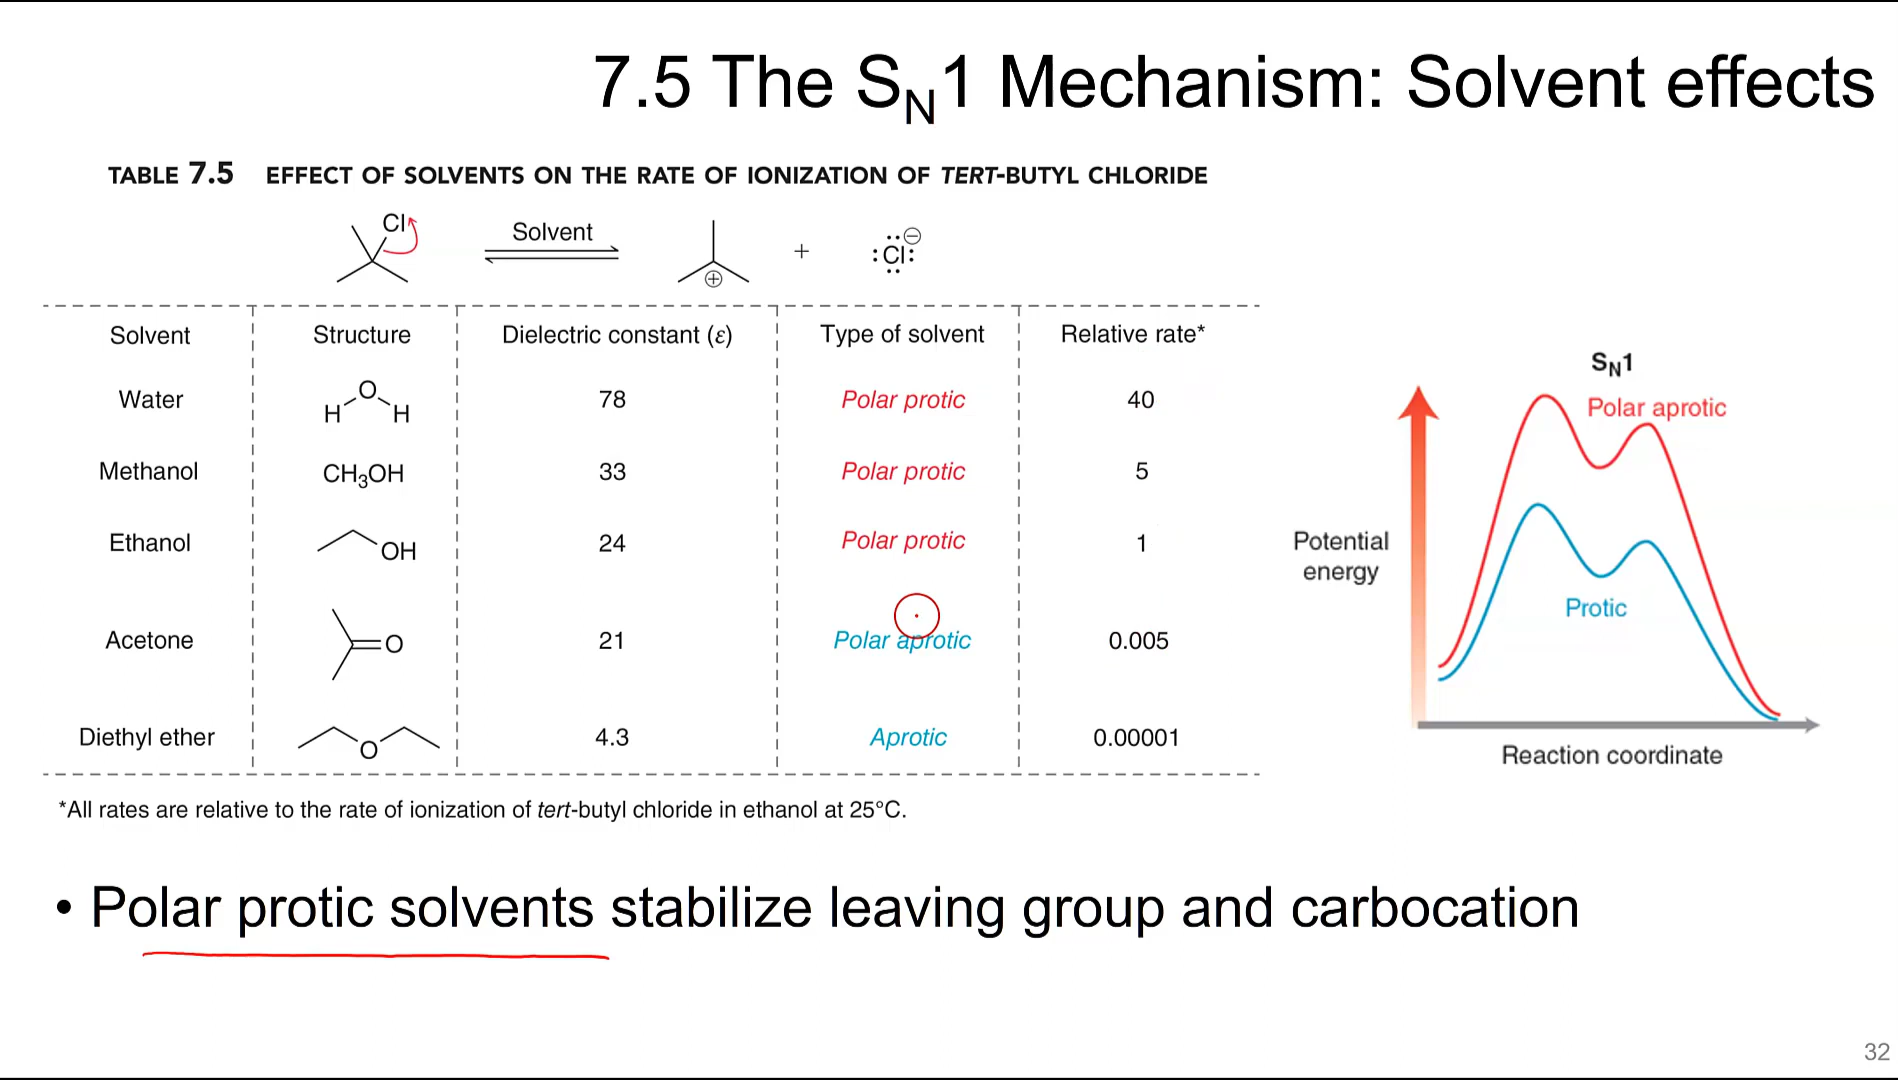 7.5 The SN1 Mechanism: Solvent effects
TABLE 7.5 EFFECT OF SOLVENTS ON THE RATE OF IONIZATION OF TERT-BUTYL CHLORIDE
Cl Solvent + :Cl: ⊖
⊕
Solvent Structure Dielectric constant (ε) Type of solvent Relative rate*
Water H O H 78 Polar protic 40
Methanol CH3OH 33 Polar protic 5
Ethanol OH 24 Polar protic 1
Acetone O 21 Polar aprotic 0.005
Diethyl ether O 4.3 Aprotic 0.00001
*All rates are relative to the rate of ionization of tert-butyl chloride in ethanol at 25°C.
SN1
Polar aprotic
Potential
energy
Protic
Reaction coordinate
• Polar protic solvents stabilize leaving group and carbocation
32